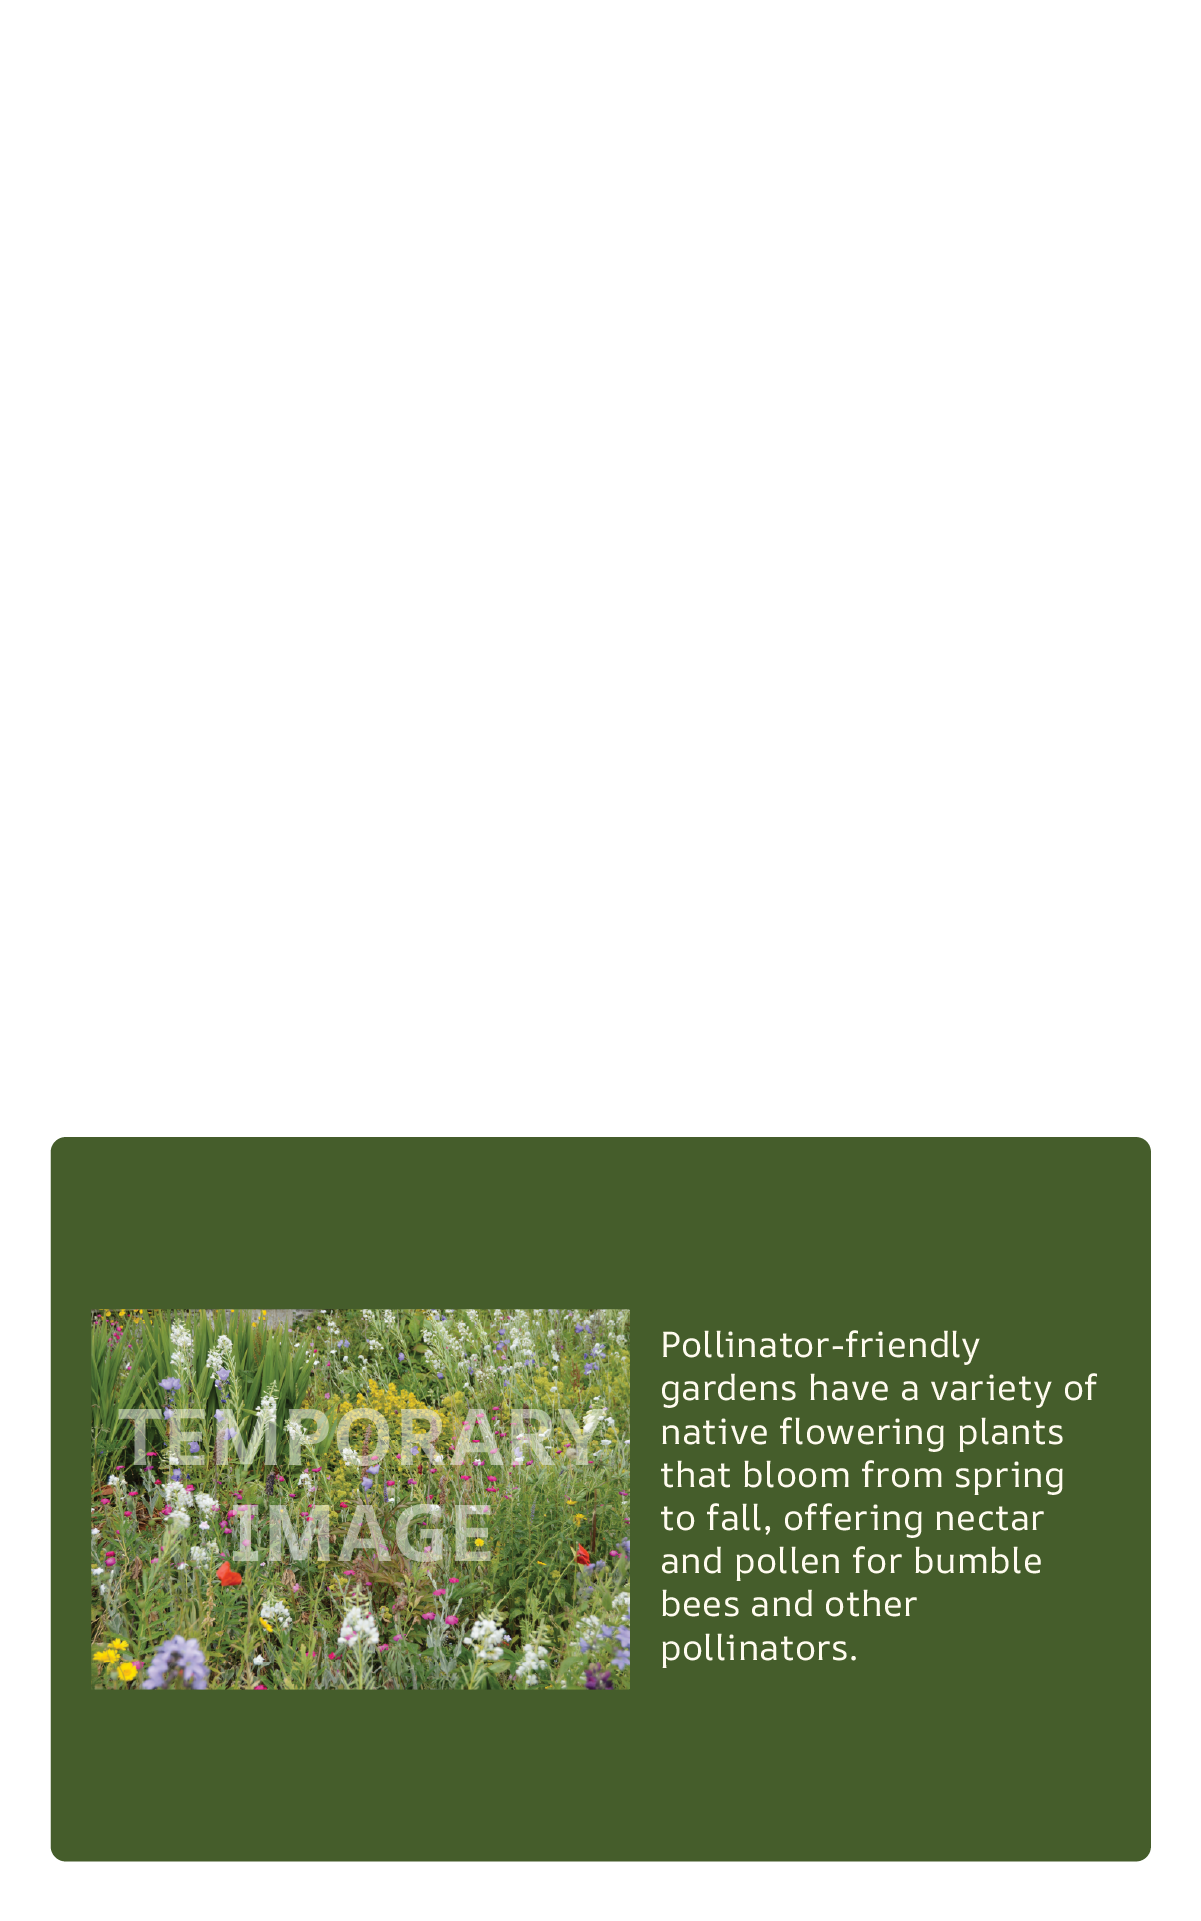 TEMPORARY
IMAGE
Pollinator-friendly
gardens have a variety of
native flowering plants
that bloom from spring
to fall, offering nectar
and pollen for bumble
bees and other
pollinators.